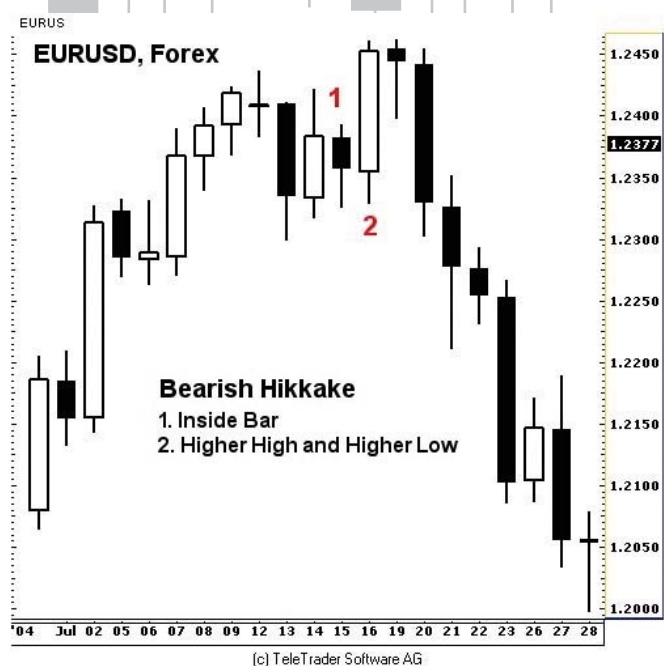 EURUS
EURUSD, Forex
1.2450
1
1.2400
1.2377
1.2350
2
1.2300
1.2250
1.2200
Bearish Hikkake
1. Inside Bar
2. Higher High and Higher Low
1.2150
1.2100
1.2050
1.2000
'04 Jul 02 05 06 07 08 09 12 13 14 15 16 19 20 21 22 23 26 27 28
(c) TeleTrader Software AG